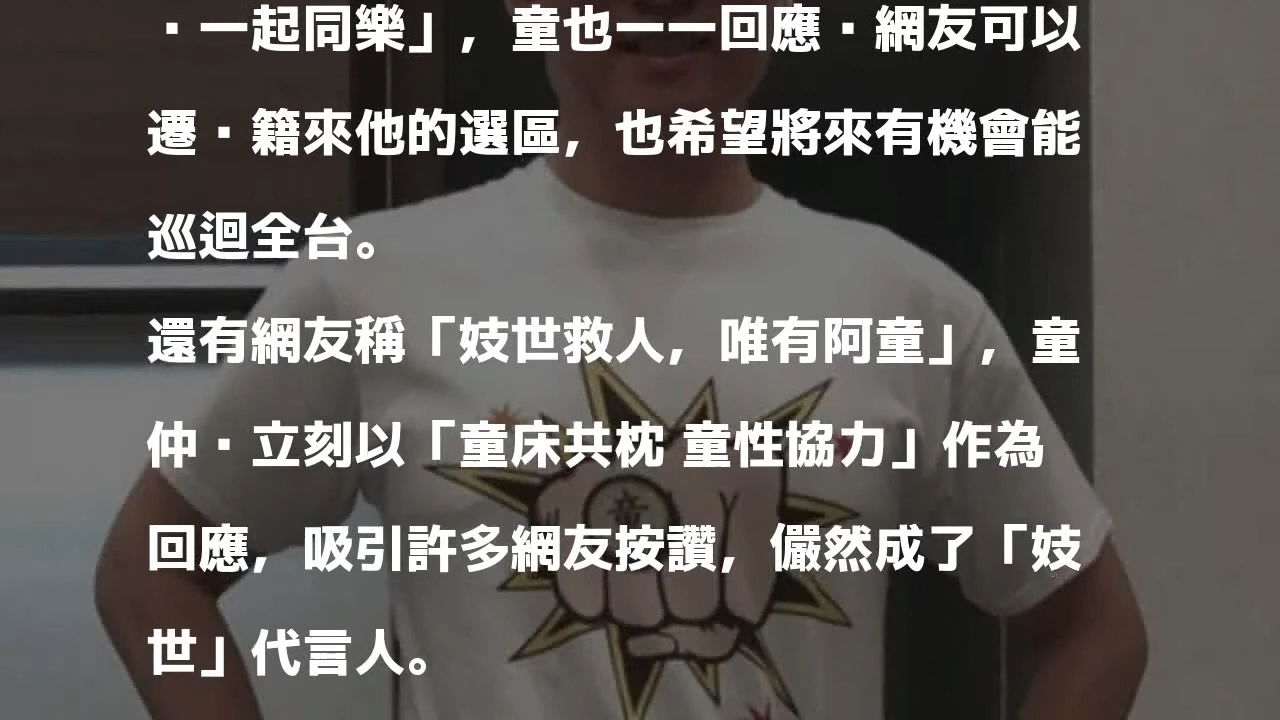 ▪一起同樂」，童也一一回應▪網友可以
遷▪籍來他的選區，也希望將來有機會能
巡迴全台。
還有網友稱「妓世救人，唯有阿童」，童
仲▪立刻以「童床共枕 童性協力」作為
回應，吸引許多網友按讚，儼然成了「妓
世」代言人。
童